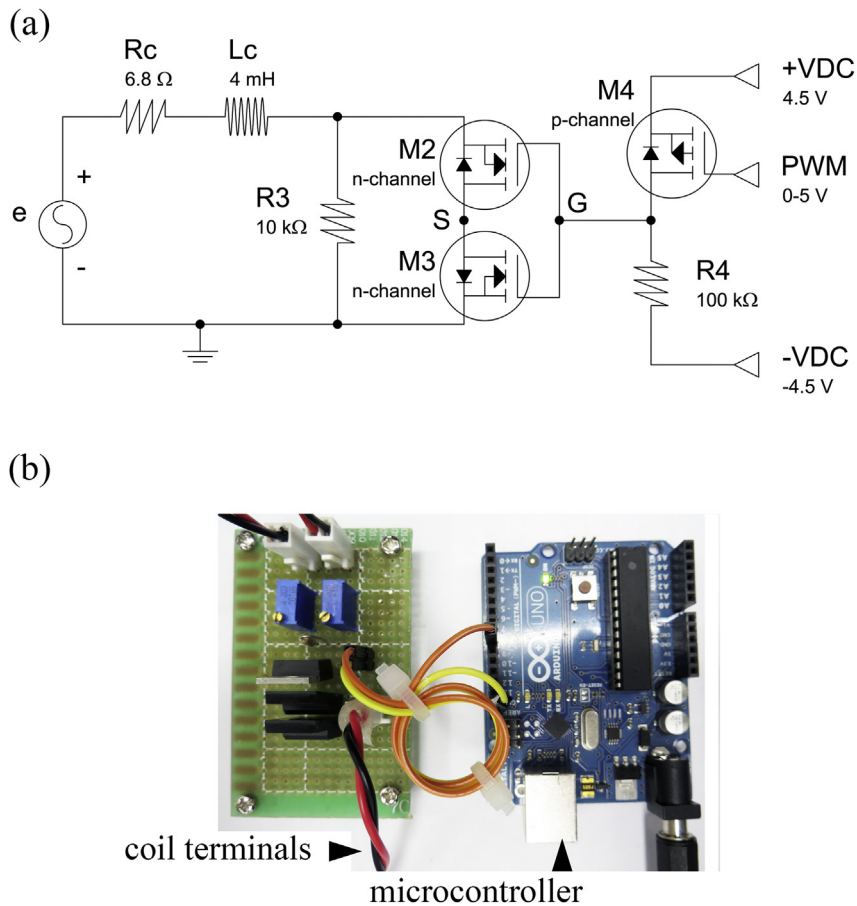 (a)
Rc
6.8 Ω
Lc
4 mH
+VDC
4.5 V
M4
p-channel
M2
n-channel
PWM
0-5 V
+
e
-
R3
10 kΩ
S
G
M3
n-channel
R4
100 kΩ
-VDC
-4.5 V
(b)
UNO
ARDUINO
coil terminals
microcontroller